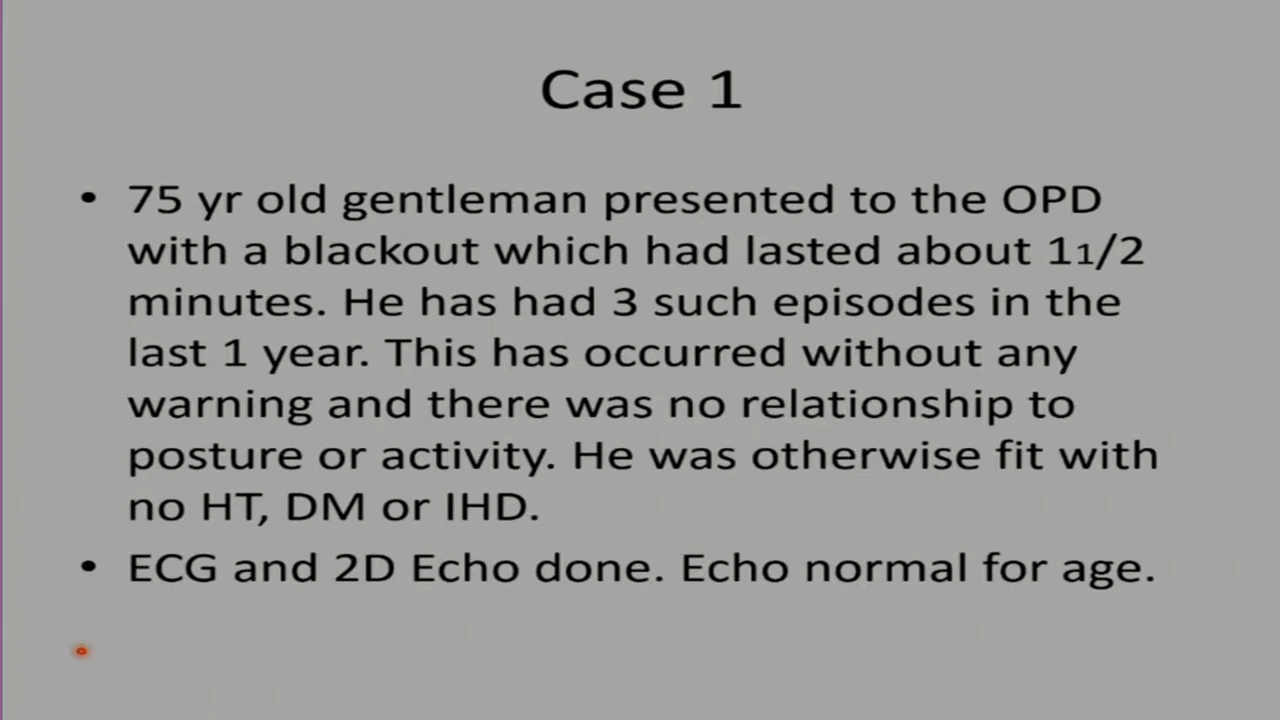 Case 1
• 75 yr old gentleman presented to the OPD
with a blackout which had lasted about 11/2
minutes. He has had 3 such episodes in the
last 1 year. This has occurred without any
warning and there was no relationship to
posture or activity. He was otherwise fit with
no HT, DM or IHD.
• ECG and 2D Echo done. Echo normal for age.